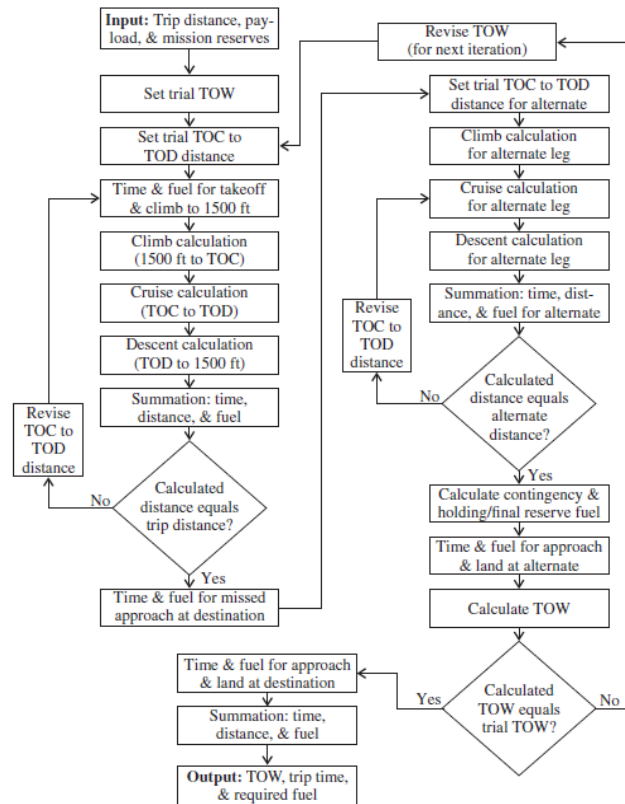 Input: Trip distance, pay-
load, & mission reserves
Set trial TOW
Set trial TOC to
TOD distance
Time & fuel for takeoff
& climb to 1500 ft
Climb calculation
(1500 ft to TOC)
Cruise calculation
(TOC to TOD)
Descent calculation
(TOD to 1500 ft)
Summation: time,
distance, & fuel
Revise
TOC to
TOD
distance
No
Calculated
distance equals
trip distance?
Yes
Time & fuel for missed
approach at destination
Revise TOW
(for next iteration)
Set trial TOC to TOD
distance for alternate
Climb calculation
for alternate leg
Cruise calculation
for alternate leg
Descent calculation
for alternate leg
Summation: time, dist-
ance, & fuel for alternate
Revise
TOC to
TOD
distance
No
Calculated
distance equals
alternate
distance?
Yes
Calculate contingency &
holding/final reserve fuel
Time & fuel for approach
& land at alternate
Calculate TOW
Calculated
TOW equals
trial TOW?
No
Yes
Time & fuel for approach
& land at destination
Summation: time,
distance, & fuel
Output: TOW, trip time,
& required fuel